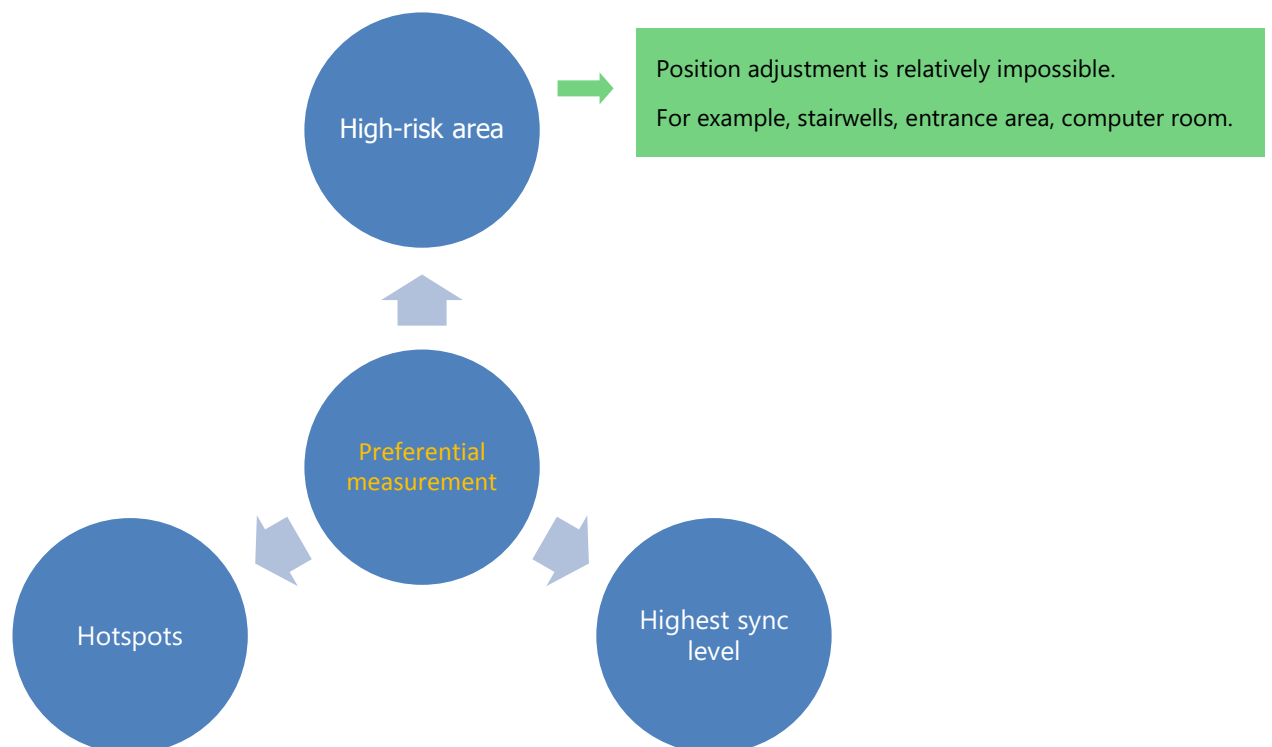 High-risk area
Position adjustment is relatively impossible.
For example, stairwells, entrance area, computer room.
Preferential
measurement
Hotspots
Highest sync
level